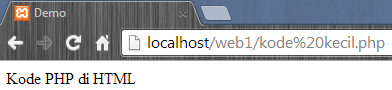 Demo
localhost/web1/kode%20kecil.php
Kode PHP di HTML